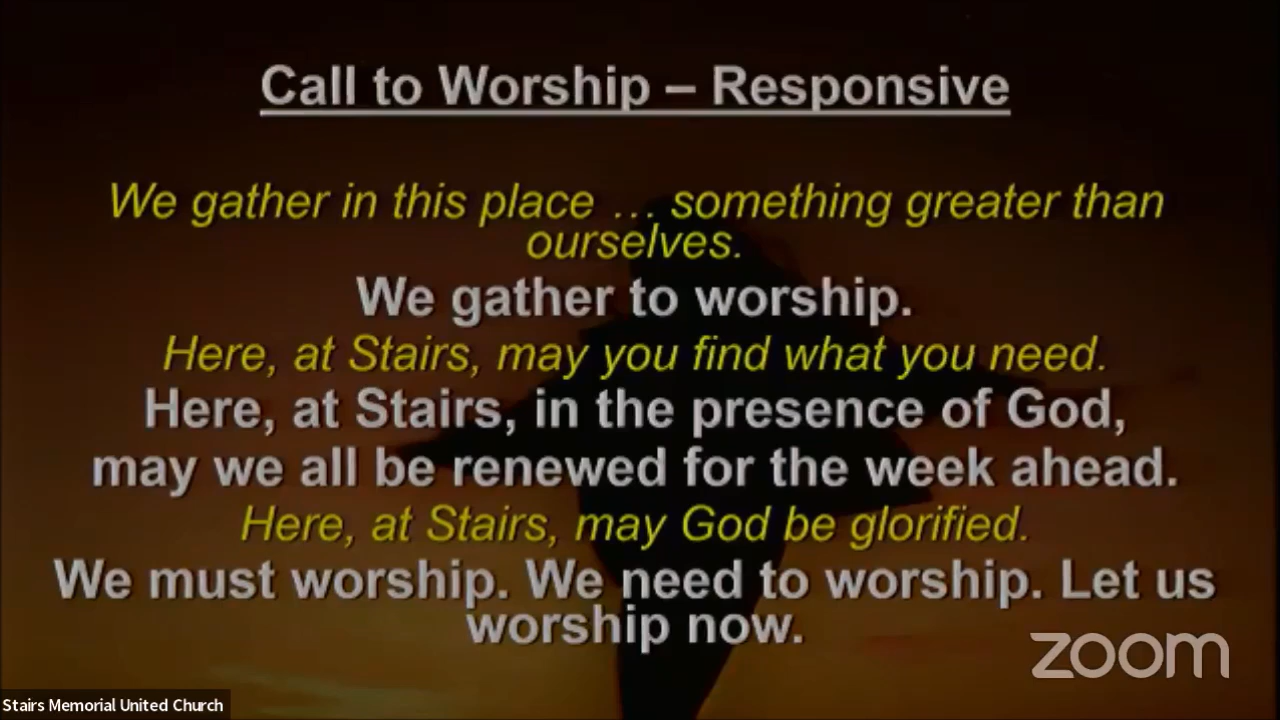 Call to Worship – Responsive
We gather in this place … something greater than
ourselves.
We gather to worship.
Here, at Stairs, may you find what you need.
Here, at Stairs, in the presence of God,
may we all be renewed for the week ahead.
Here, at Stairs, may God be glorified.
We must worship. We need to worship. Let us
worship now.
zoom
Stairs Memorial United Church